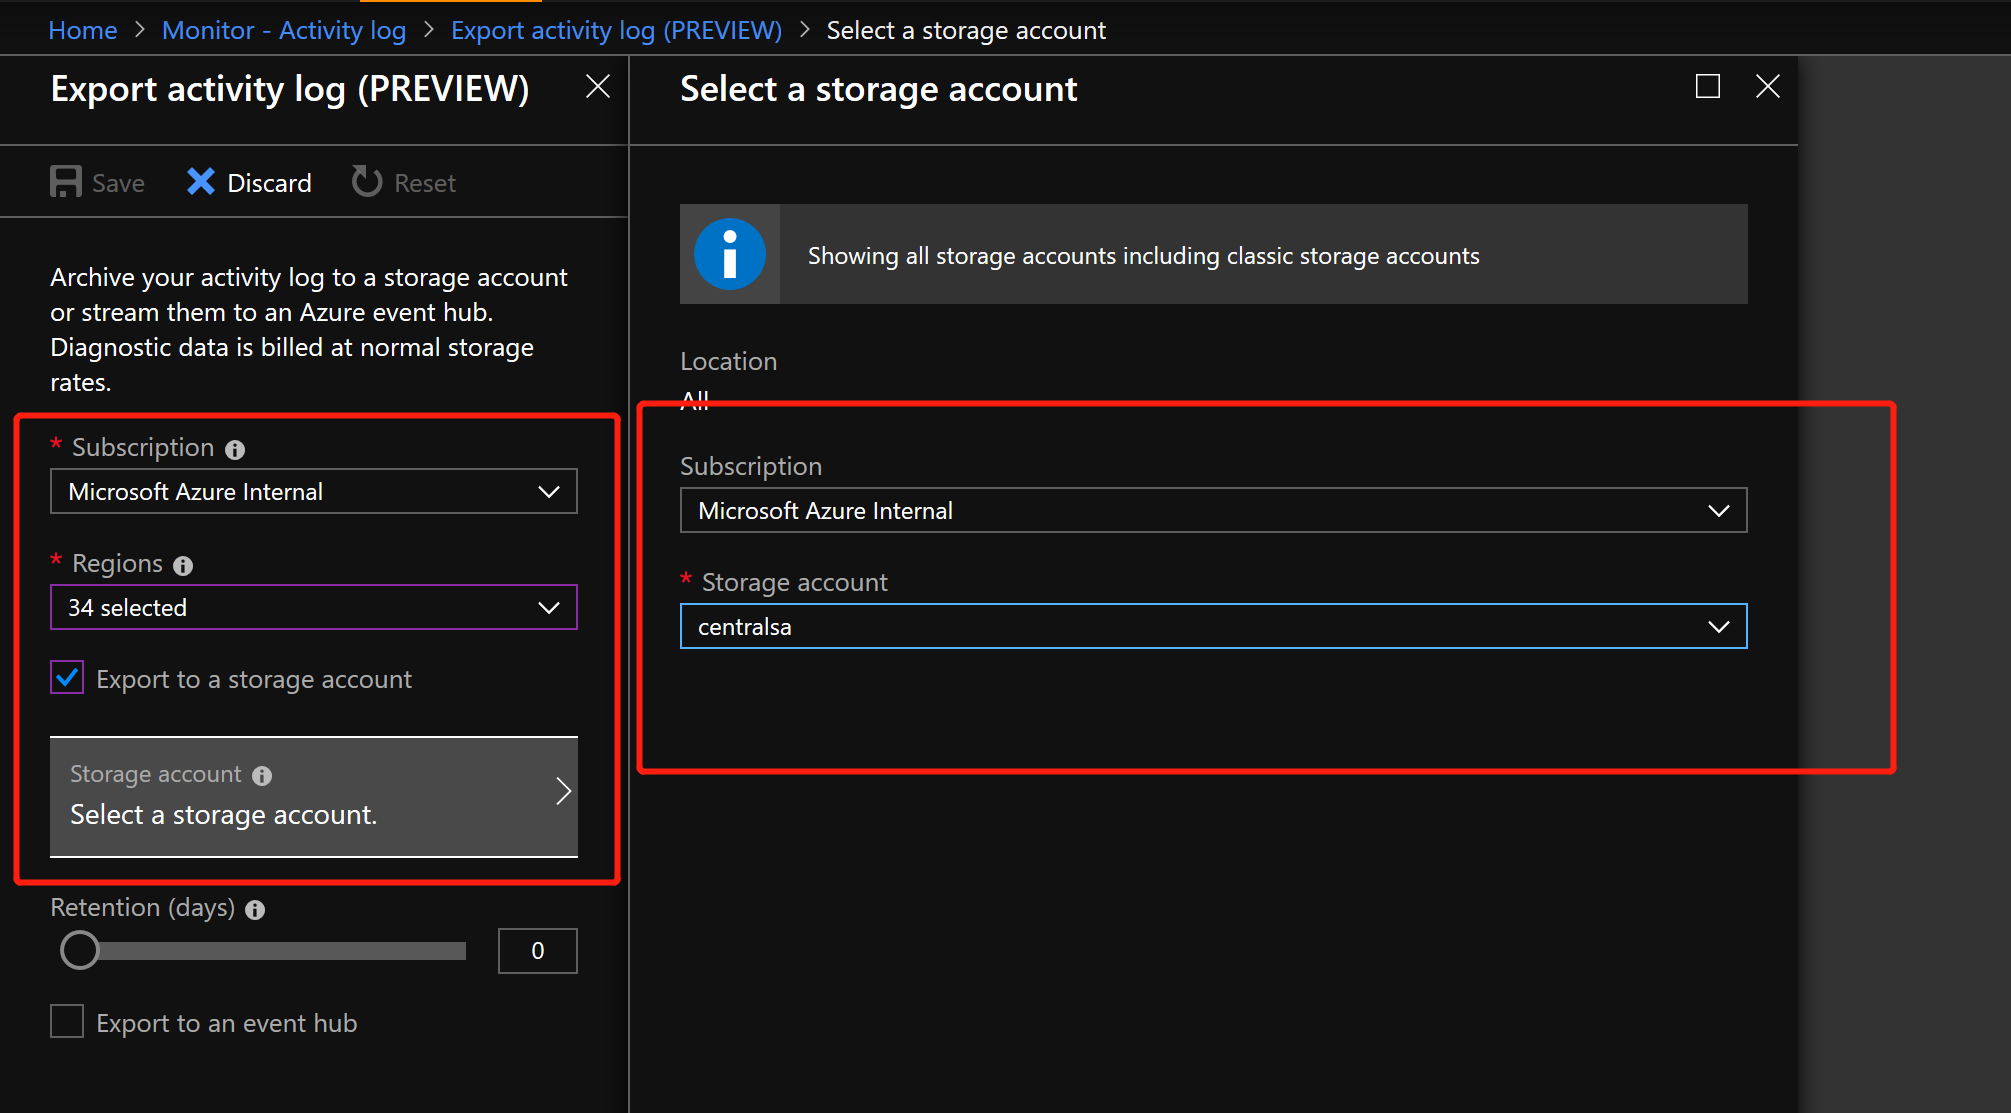 Home > Monitor - Activity log > Export activity log (PREVIEW) > Select a storage account
Export activity log (PREVIEW)
Save Discard Reset
Archive your activity log to a storage account
or stream them to an Azure event hub.
Diagnostic data is billed at normal storage
rates.
* Subscription
Microsoft Azure Internal
* Regions
34 selected
Export to a storage account
Storage account
Select a storage account.
Retention (days)
0
Export to an event hub
Select a storage account
Showing all storage accounts including classic storage accounts
Location
All
Subscription
Microsoft Azure Internal
* Storage account
centralsa